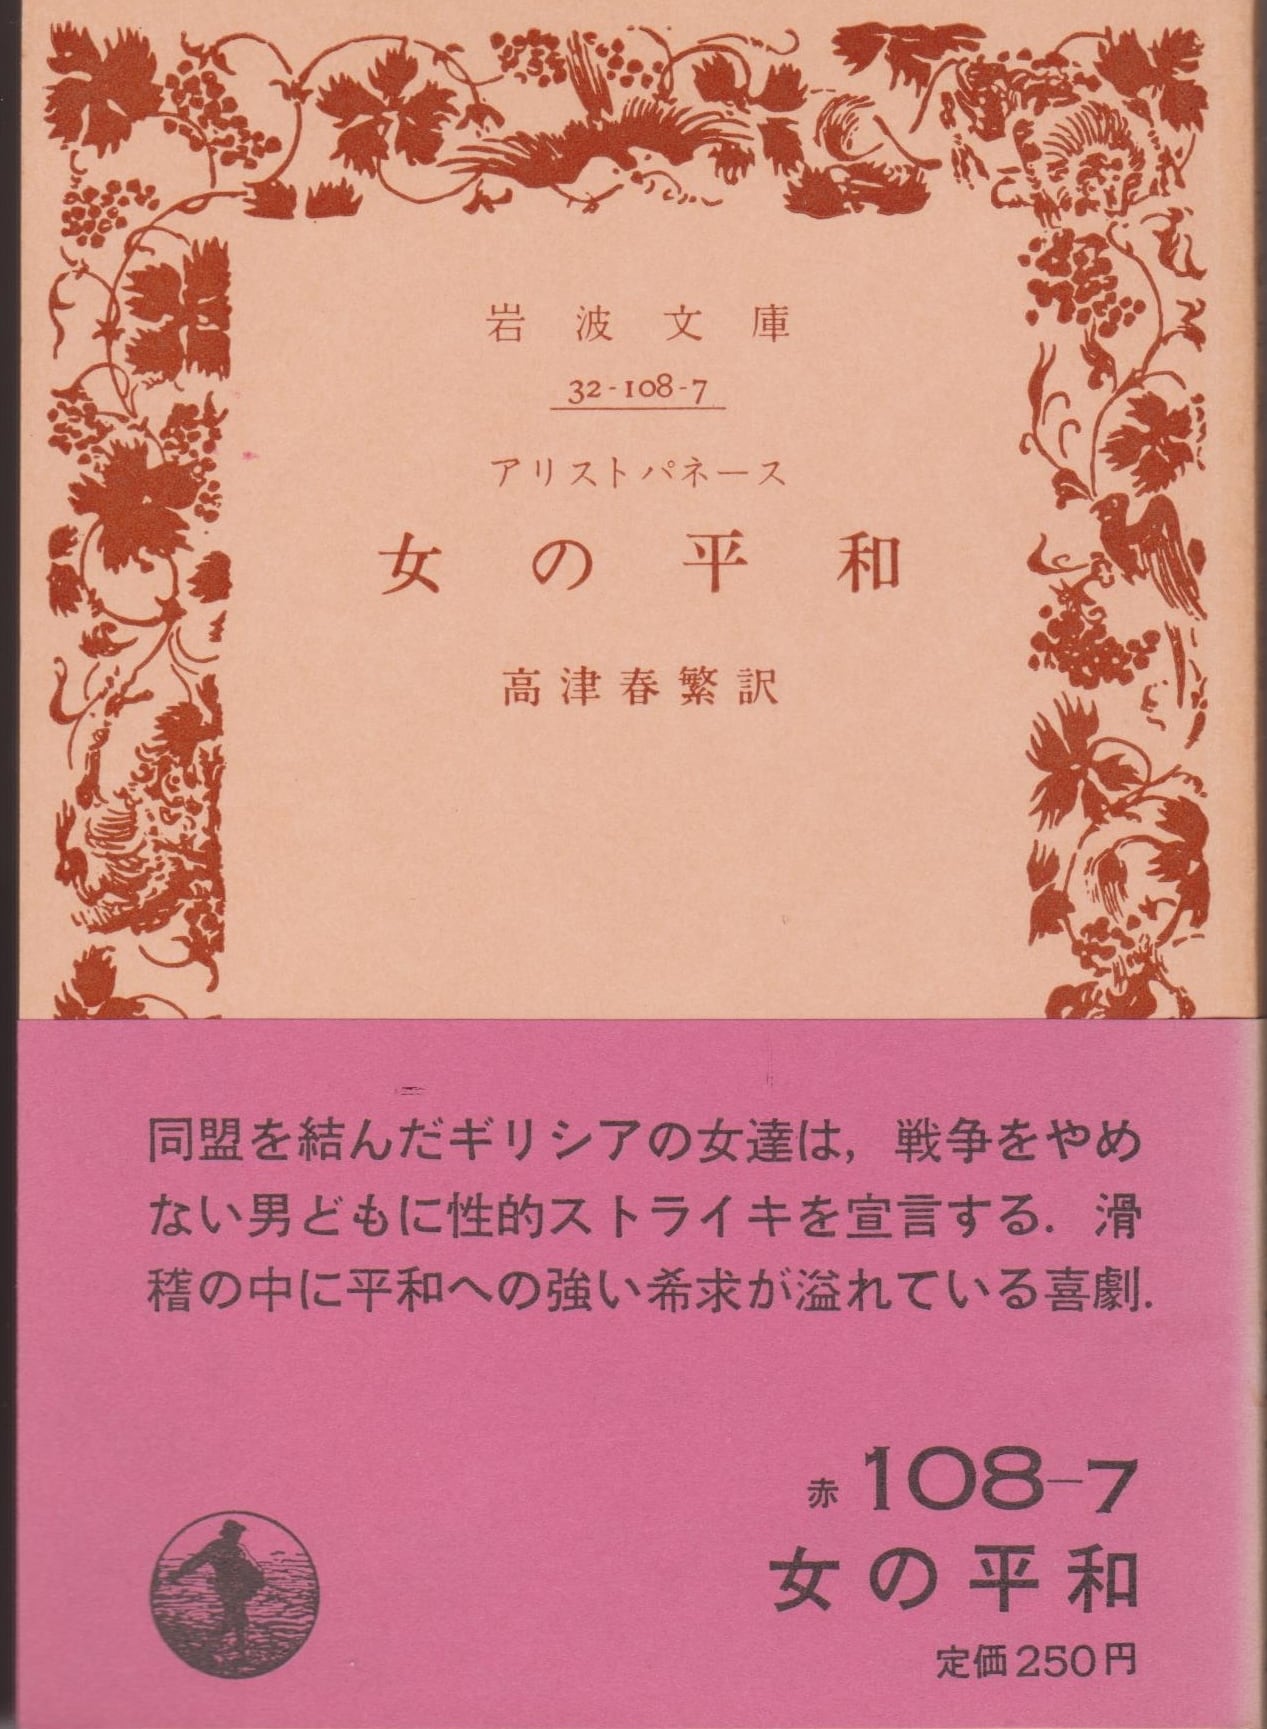 岩波文庫
32-108-7
アリストパネース
女の平和
高津春繁訳
同盟を結んだギリシアの女達は，戦争をやめ
ない男どもに性的ストライキを宣言する．滑
稽の中に平和への強い希求が溢れている喜劇．
赤 108-7
女の平和
定価250円